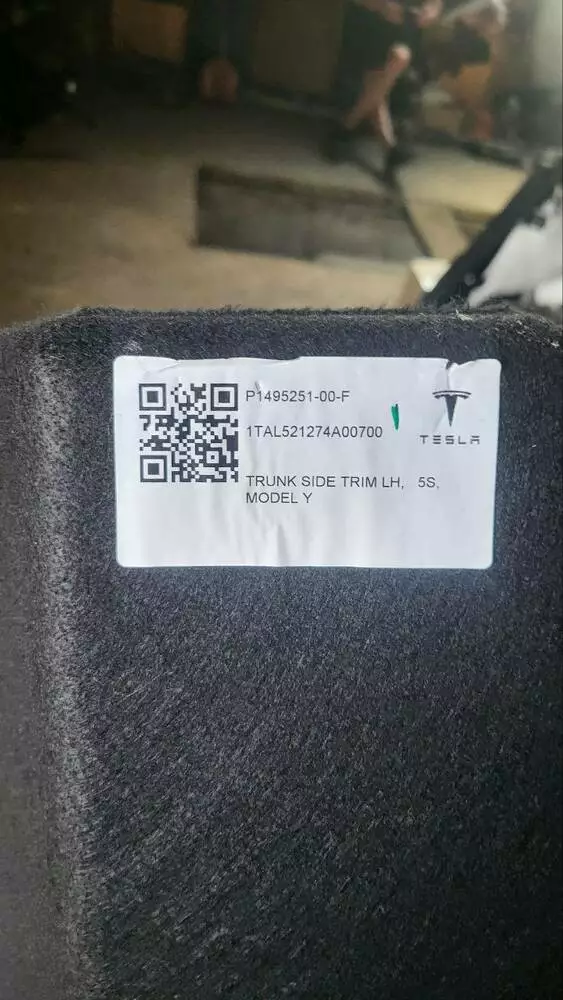 P1495251-00-F
1TAL521274A00700
TESLA
TRUNK SIDE TRIM LH, 5S,
MODEL Y